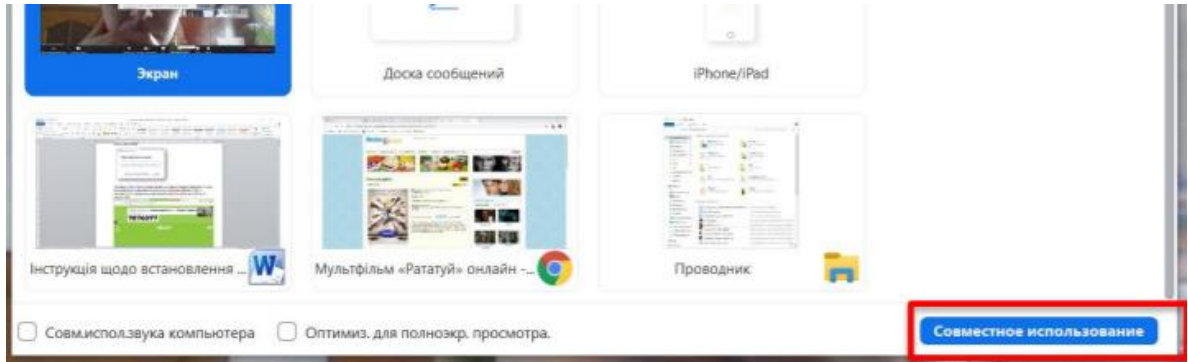 Экран
Доска сообщений
iPhone/iPad
Інструкція щодо встановлення ...
Мультфільм «Рататуй» онлайн -...
Проводник
Совм.испол.звука компьютера
Оптимиз. для полноэкр. просмотра.
Совместное использование